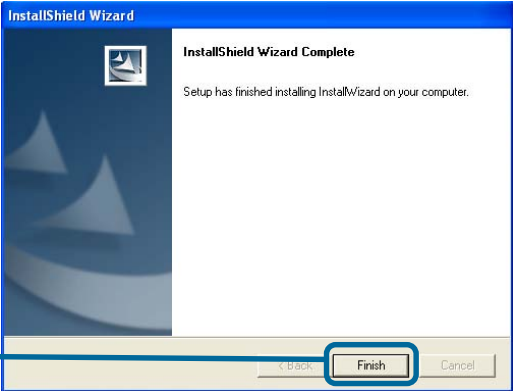 InstallShield Wizard
InstallShield Wizard Complete
Setup has finished installing InstallWizard on your computer.
< Back
Finish
Cancel